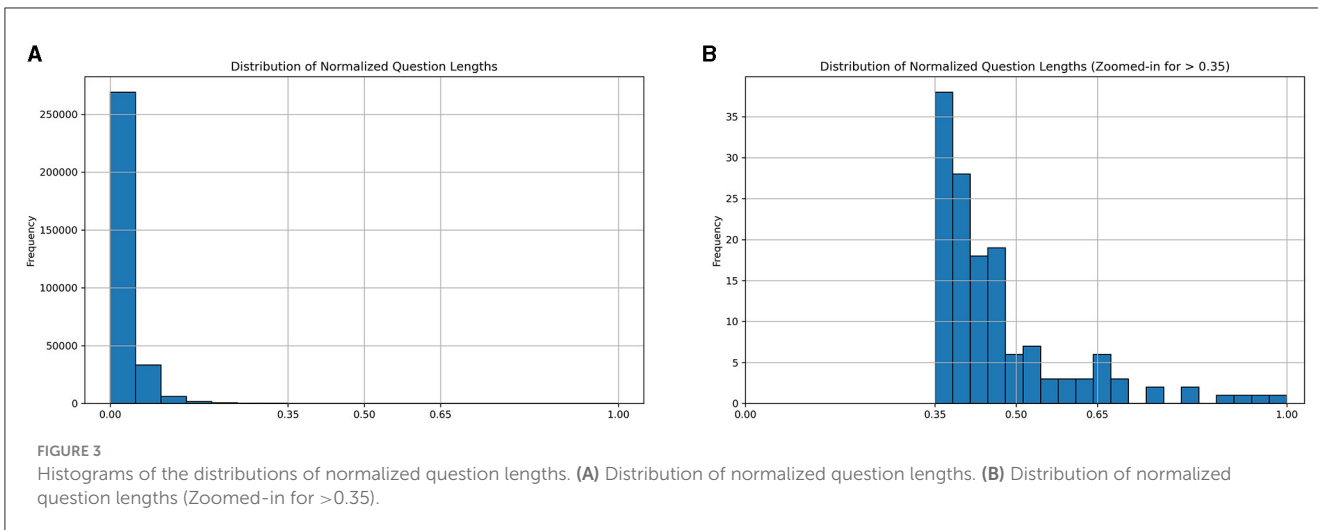 A
Distribution of Normalized Question Lengths
Frequency
250000
200000
150000
100000
50000
0
0.00 0.35 0.50 0.65 1.00
B
Distribution of Normalized Question Lengths (Zoomed-in for > 0.35)
Frequency
35
30
25
20
15
10
5
0
0.00 0.35 0.50 0.65 1.00
FIGURE 3
Histograms of the distributions of normalized question lengths. (A) Distribution of normalized question lengths. (B) Distribution of normalized
question lengths (Zoomed-in for >0.35).